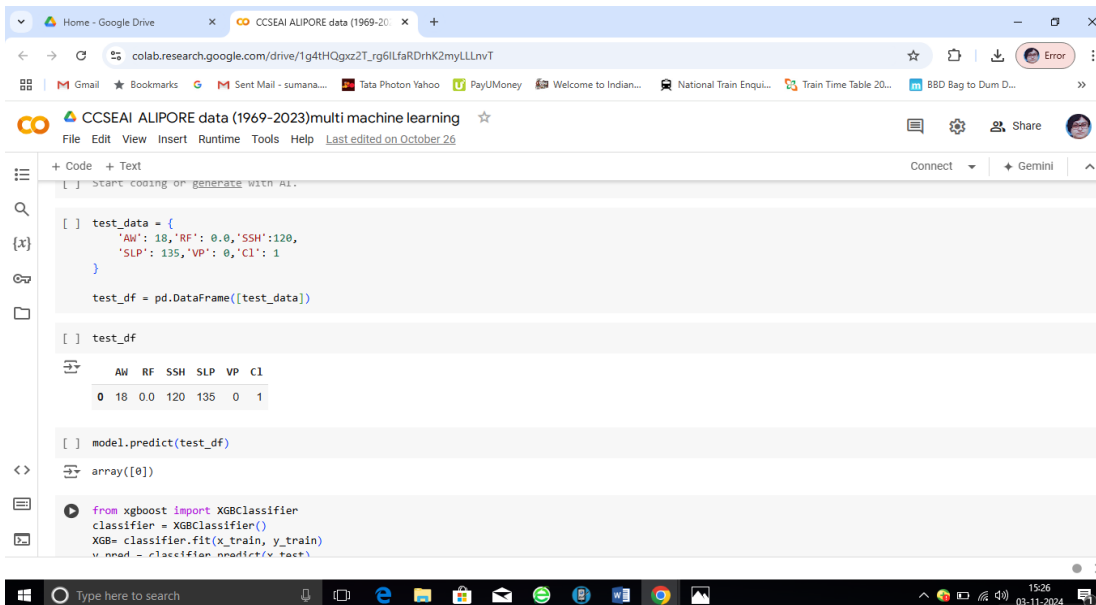 Home - Google Drive
CCSEAI ALIPORE data (1969-20
colab.research.google.com/drive/1g4tHQgxz2T_rg6ILfaRDrhK2myLLLnvT
Error
Gmail Bookmarks G Sent Mail - sumana.... Tata Photon Yahoo PayUMoney Welcome to Indian... National Train Enqui... Train Time Table 20... BBD Bag to Dum D... »
CCSEAI ALIPORE data (1969-2023)multi machine learning
File Edit View Insert Runtime Tools Help Last edited on October 26
Share
+ Code + Text
Connect
Gemini
[ ] Start coding or generate with AI.
[ ] test_data = {
'AW': 18,'RF': 0.0,'SSH':120,
'SLP': 135,'VP': 0,'Cl': 1
}
test_df = pd.DataFrame([test_data])
[ ] test_df
AW RF SSH SLP VP Cl
0 18 0.0 120 135 0 1
[ ] model.predict(test_df)
array([0])
from xgboost import XGBClassifier
classifier = XGBClassifier()
XGB= classifier.fit(x_train, y_train)
y_pred = classifier.predict(x_test)
Type here to search
15:26
03-11-2024